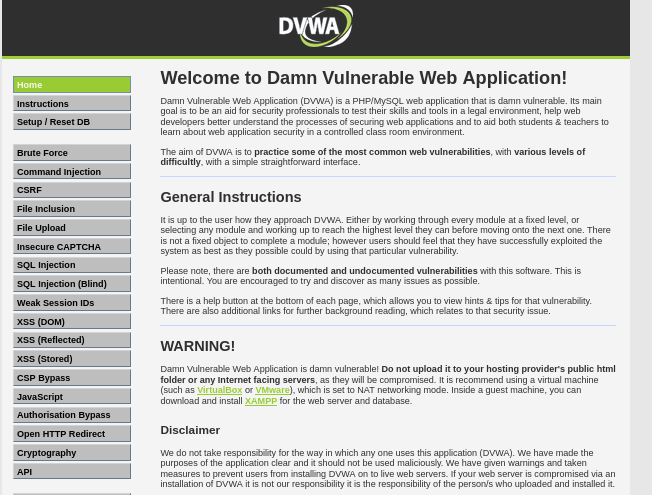 DVWA
Home
Instructions
Setup / Reset DB
Brute Force
Command Injection
CSRF
File Inclusion
File Upload
Insecure CAPTCHA
SQL Injection
SQL Injection (Blind)
Weak Session IDs
XSS (DOM)
XSS (Reflected)
XSS (Stored)
CSP Bypass
JavaScript
Authorisation Bypass
Open HTTP Redirect
Cryptography
API
Welcome to Damn Vulnerable Web Application!
Damn Vulnerable Web Application (DVWA) is a PHP/MySQL web application that is damn vulnerable. Its main
goal is to be an aid for security professionals to test their skills and tools in a legal environment, help web
developers better understand the processes of securing web applications and to aid both students & teachers to
learn about web application security in a controlled class room environment.
The aim of DVWA is to practice some of the most common web vulnerabilities, with various levels of
difficultly, with a simple straightforward interface.
General Instructions
It is up to the user how they approach DVWA. Either by working through every module at a fixed level, or
selecting any module and working up to reach the highest level they can before moving onto the next one. There
is not a fixed object to complete a module; however users should feel that they have successfully exploited the
system as best as they possible could by using that particular vulnerability.
Please note, there are both documented and undocumented vulnerabilities with this software. This is
intentional. You are encouraged to try and discover as many issues as possible.
There is a help button at the bottom of each page, which allows you to view hints & tips for that vulnerability.
There are also additional links for further background reading, which relates to that security issue.
WARNING!
Damn Vulnerable Web Application is damn vulnerable! Do not upload it to your hosting provider's public html
folder or any Internet facing servers, as they will be compromised. It is recommend using a virtual machine
(such as VirtualBox or VMware), which is set to NAT networking mode. Inside a guest machine, you can
download and install XAMPP for the web server and database.
Disclaimer
We do not take responsibility for the way in which any one uses this application (DVWA). We have made the
purposes of the application clear and it should not be used maliciously. We have given warnings and taken
measures to prevent users from installing DVWA on to live web servers. If your web server is compromised via an
installation of DVWA it is not our responsibility it is the responsibility of the person/s who uploaded and installed it.